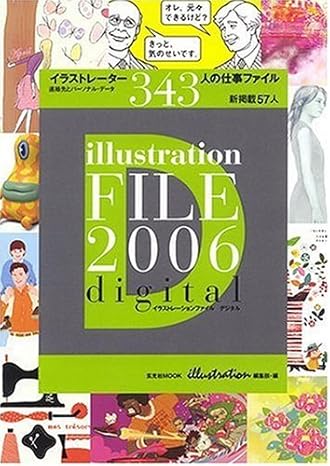 オレ、元々
できるけど？
きっと、
気のせいです。
イラストレーター 343 人の仕事ファイル
連絡先とパーソナル・データ
新掲載57人
illustration
FILE
2006
digital
イラストレーションファイル デジタル
玄光社MOOK illustration 編集部・編
mes trésors